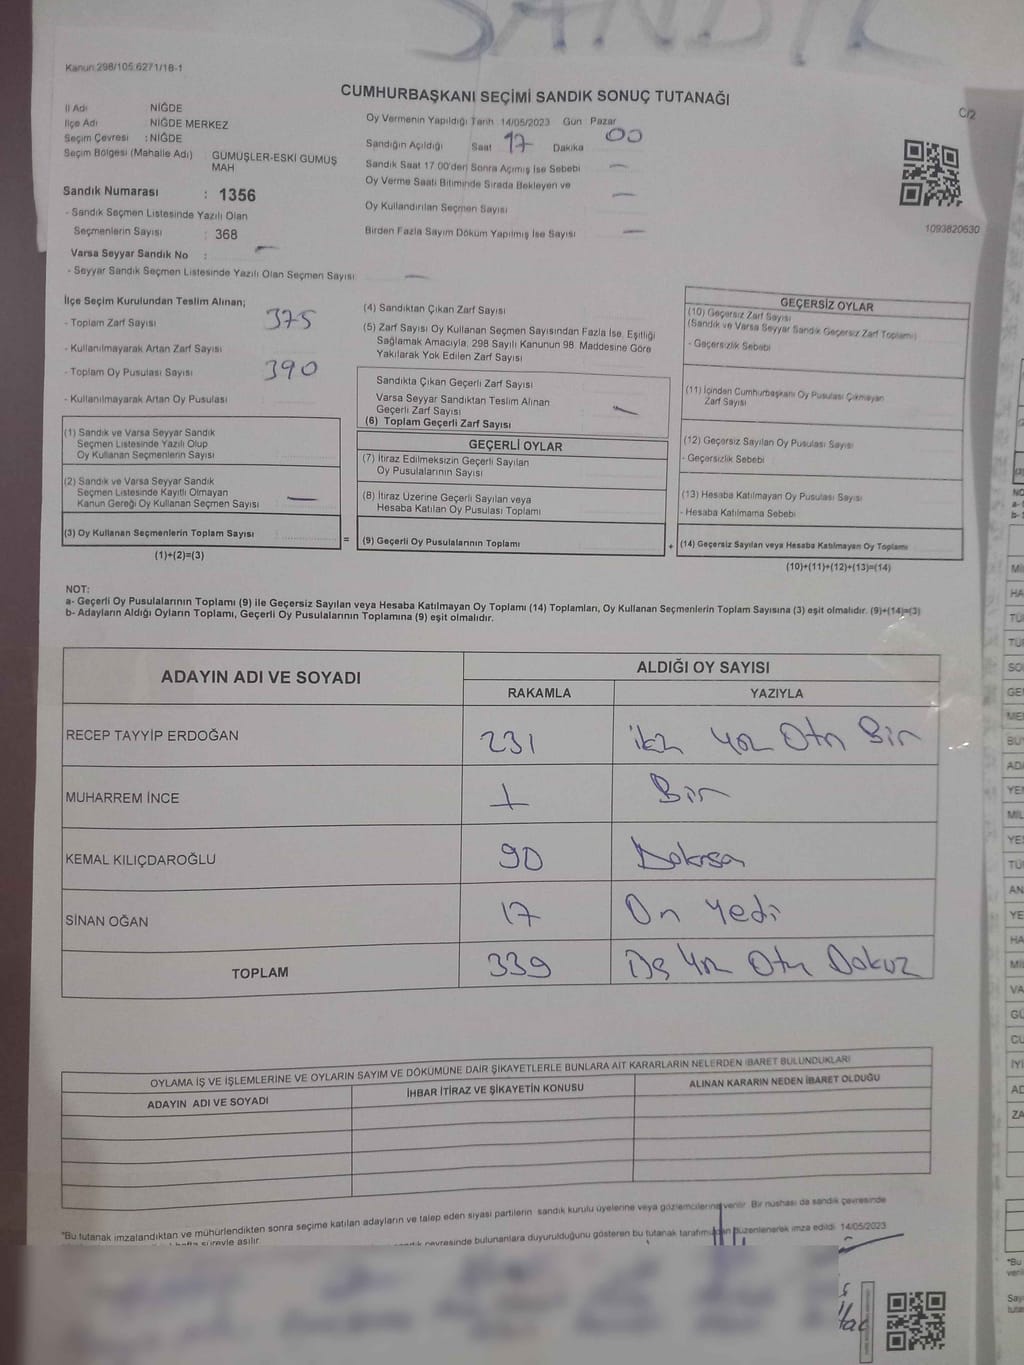 SANDIK
Kanun:298/105.6271/18-1
CUMHURBAŞKANI SEÇİMİ SANDIK SONUÇ TUTANAĞI
C/2
İl Adı NİĞDE
İlçe Adı NİĞDE MERKEZ
Seçim Çevresi : NİĞDE
Seçim Bölgesi (Mahalle Adı) : GÜMÜŞLER-ESKİ GÜMÜŞ MAH
Sandık Numarası : 1356
- Sandık Seçmen Listesinde Yazılı Olan
Seçmenlerin Sayısı : 368
Varsa Seyyar Sandık No : —
- Seyyar Sandık Seçmen Listesinde Yazılı Olan Seçmen Sayısı —
Oy Vermenin Yapıldığı Tarih 14/05/2023 Gün Pazar
Sandığın Açıldığı Saat 17 Dakika 00
Sandık Saat 17.00'den Sonra Açımış İse Sebebi —
Oy Verme Saati Bitiminde Sırada Bekleyen ve
Oy Kullandırılan Seçmen Sayısı —
Birden Fazla Sayım Döküm Yapılmış İse Sayısı —
1093820630
İlçe Seçim Kurulundan Teslim Alınan;
- Toplam Zarf Sayısı 375
- Kullanılmayarak Artan Zarf Sayısı
- Toplam Oy Pusulası Sayısı 390
- Kullanılmayarak Artan Oy Pusulası
(1) Sandık ve Varsa Seyyar Sandık
Seçmen Listesinde Yazılı Olup
Oy Kullanan Seçmenlerin Sayısı
(2) Sandık ve Varsa Seyyar Sandık
Seçmen Listesinde Kayıtlı Olmayan
Kanun Gereği Oy Kullanan Seçmen Sayısı —
(3) Oy Kullanan Seçmenlerin Toplam Sayısı
(1)+(2)=(3)
(4) Sandıktan Çıkan Zarf Sayısı
(5) Zarf Sayısı Oy Kullanan Seçmen Sayısından Fazla İse, Eşitliği
Sağlamak Amacıyla, 298 Sayılı Kanunun 98. Maddesine Göre
Yakılarak Yok Edilen Zarf Sayısı
Sandıkta Çıkan Geçerli Zarf Sayısı
Varsa Seyyar Sandıktan Teslim Alınan
Geçerli Zarf Sayısı —
(6) Toplam Geçerli Zarf Sayısı
GEÇERLİ OYLAR
(7) İtiraz Edilmeksizin Geçerli Sayılan
Oy Pusulalarının Sayısı
(8) İtiraz Üzerine Geçerli Sayılan veya
Hesaba Katılan Oy Pusulası Toplamı
= (9) Geçerli Oy Pusulalarının Toplamı +
GEÇERSİZ OYLAR
(10) Geçersiz Zarf Sayısı
(Sandık ve Varsa Seyyar Sandık Geçersiz Zarf Toplamı)
- Geçersizlik Sebebi
(11) İçinden Cumhurbaşkanı Oy Pusulası Çıkmayan
Zarf Sayısı
(12) Geçersiz Sayılan Oy Pusulası Sayısı
- Geçersizlik Sebebi
(13) Hesaba Katılmayan Oy Pusulası Sayısı
- Hesaba Katılmama Sebebi
(14) Geçersiz Sayılan veya Hesaba Katılmayan Oy Toplamı
(10)+(11)+(12)+(13)=(14)
NOT:
a- Geçerli Oy Pusulalarının Toplamı (9) ile Geçersiz Sayılan veya Hesaba Katılmayan Oy Toplamı (14) Toplamları, Oy Kullanan Seçmenlerin Toplam Sayısına (3) eşit olmalıdır. (9)+(14)=(3)
b- Adayların Aldığı Oyların Toplamı, Geçerli Oy Pusulalarının Toplamına (9) eşit olmalıdır.
ADAYIN ADI VE SOYADI ALDIĞI OY SAYISI
RAKAMLA YAZIYLA
RECEP TAYYİP ERDOĞAN 231 iki yüz Otuz Bir
MUHARREM İNCE 1 Bir
KEMAL KILIÇDAROĞLU 90 Doksan
SİNAN OĞAN 17 On Yedi
TOPLAM 339 Üç Yüz Otuz Dokuz
OYLAMA İŞ VE İŞLEMLERİNE VE OYLARIN SAYIM VE DÖKÜMÜNE DAİR ŞİKAYETLERLE BUNLARA AİT KARARLARIN NELERDEN İBARET BULUNDUKLARI
ADAYIN ADI VE SOYADI İHBAR İTİRAZ VE ŞİKAYETİN KONUSU ALINAN KARARIN NEDEN İBARET OLDUĞU
*Bu tutanak imzalandıktan ve mühürlendikten sonra seçime katılan adayların ve talep eden siyasi partilerin sandık kurulu üyelerine veya gözlemcilerine verilir. Bir nüshası da sandık çevresinde
süreyle asılır. çevresinde bulunanlara duyurulduğunu gösteren bu tutanak tarafımızdan düzenlenerek imza edildi. 14/05/2023